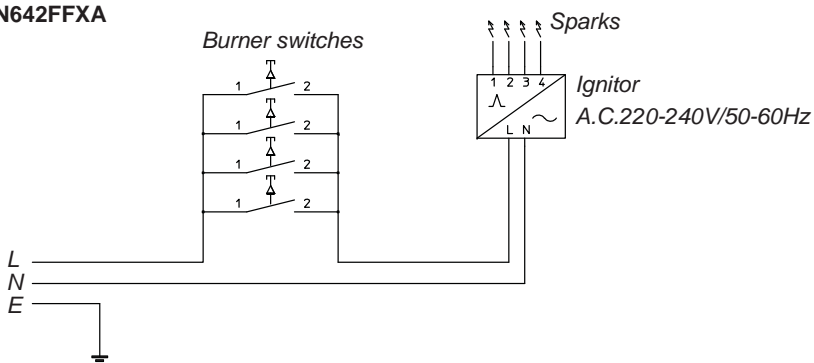 N642FFXA
Burner switches
Sparks
1 2
1 2
1 2
1 2
1 2 3 4
Ignitor
A.C.220-240V/50-60Hz
L N
L
N
E